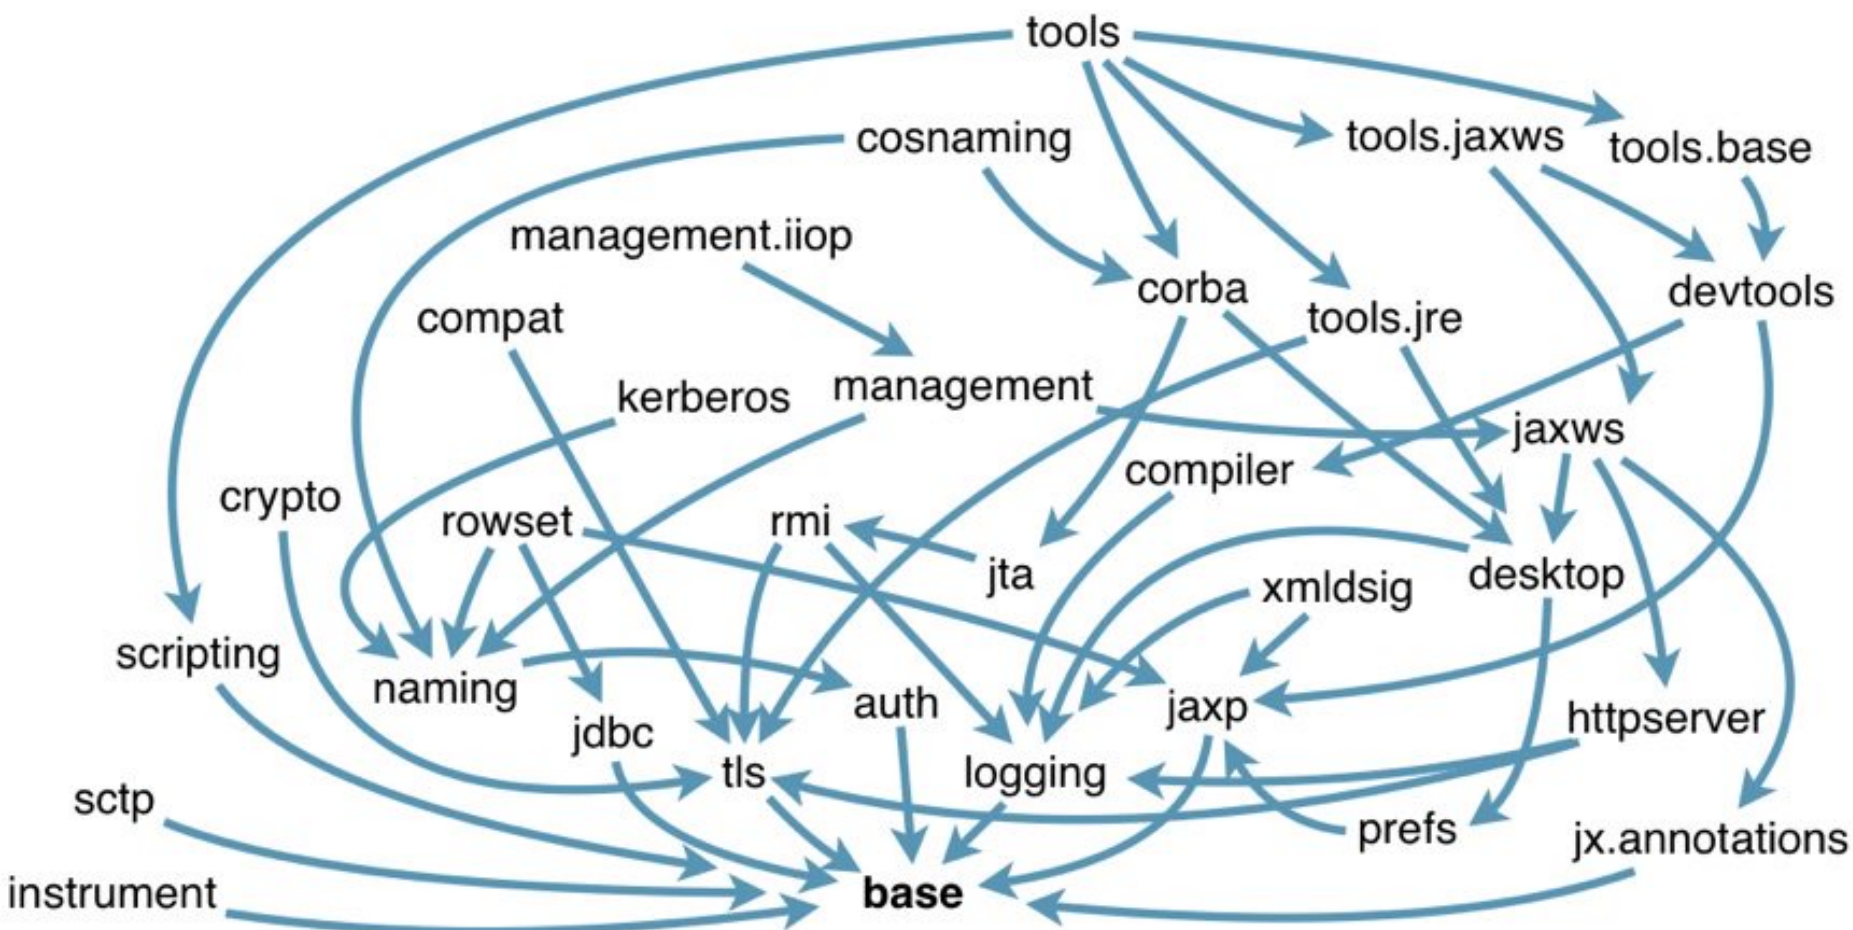 tools
cosnaming
tools.jaxws
tools.base
management.iiop
corba
devtools
compat
tools.jre
kerberos
management
jaxws
compiler
crypto
rowset
rmi
jta
xmldsig
desktop
scripting
naming
auth
jaxp
jdbc
httpserver
tls
logging
sctp
prefs
jx.annotations
instrument
base